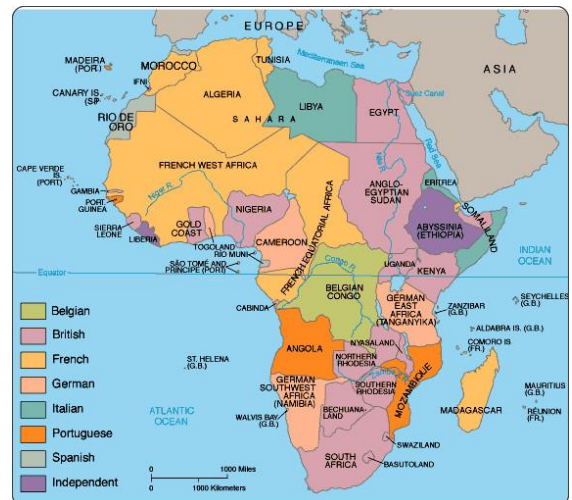 EUROPE
ASIA
MADEIRA
(PORT.)
MOROCCO
TUNISIA
Mediterranean Sea
IFNI
CANARY IS.
(SP.)
ALGERIA
LIBYA
EGYPT
Suez Canal
RIO DE
ORO
SAHARA
Red Sea
Nile R.
CAPE VERDE
IS.
(PORT)
FRENCH WEST AFRICA
Niger R.
ANGLO-
EGYPTIAN
SUDAN
ERITREA
GAMBIA
PORT.
GUINEA
SIERRA
LEONE
LIBERIA
GOLD
COAST
TOGOLAND
NIGERIA
CAMEROON
FRENCH EQUATORIAL AFRICA
ABYSSINIA
(ETHIOPIA)
SOMALILAND
INDIAN
OCEAN
RIO MUNI
SÃO TOMÉ AND
PRINCIPE (PORT)
Equator
Congo R.
UGANDA
KENYA
BELGIAN
CONGO
CABINDA
GERMAN
EAST
AFRICA
(TANGANYIKA)
ZANZIBAR
(G.B.)
SEYCHELLES
(G.B.)
ALDABRA IS. (G.B.)
COMORO IS.
(FR.)
ST. HELENA
(G.B.)
ANGOLA
NYASALAND
NORTHERN
RHODESIA
SOUTHERN
RHODESIA
MOZAMBIQUE
GERMAN
SOUTHWEST
AFRICA
(NAMIBIA)
WALVIS BAY
(G.B.)
BECHUANA-
LAND
MADAGASCAR
MAURITIUS
(G.B.)
RÉUNION
(FR.)
ATLANTIC
OCEAN
SOUTH
AFRICA
SWAZILAND
BASUTOLAND
Belgian
British
French
German
Italian
Portuguese
Spanish
Independent
0 1000 Miles
0 1000 Kilometers